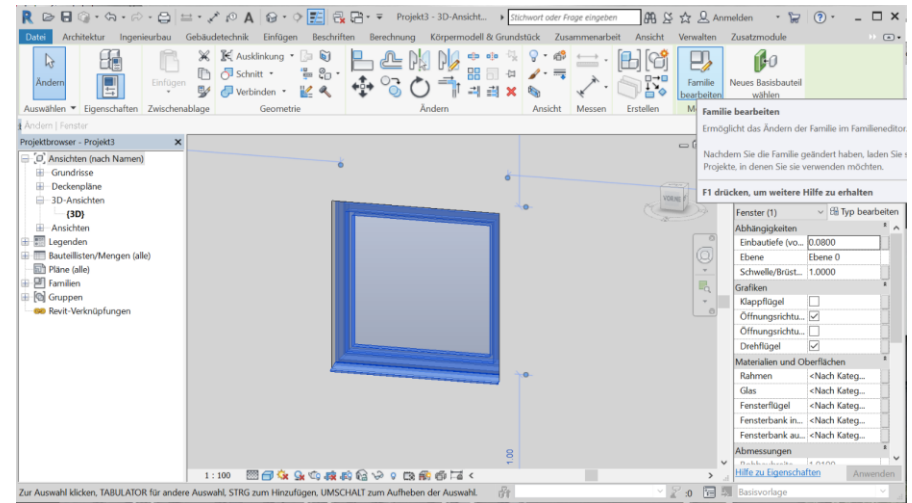 Projekt3 - 3D-Ansicht...
Stichwort oder Frage eingeben
Anmelden
Datei Architektur Ingenieurbau Gebäudetechnik Einfügen Beschriften Berechnung Körpermodell & Grundstück Zusammenarbeit Ansicht Verwalten Zusatzmodule
Ändern
Einfügen
Ausklinkung
Schnitt
Verbinden
Familie bearbeiten
Neues Basisbauteil wählen
Auswählen Eigenschaften Zwischenablage Geometrie Ändern Ansicht Messen Erstellen
Ändern | Fenster
Familie bearbeiten
Ermöglicht das Ändern der Familie im Familieneditor.
Nachdem Sie die Familie geändert haben, laden Sie s
Projekte, in denen Sie sie verwenden möchten.
F1 drücken, um weitere Hilfe zu erhalten
Projektbrowser - Projekt3
Ansichten (nach Namen)
Grundrisse
Deckenpläne
3D-Ansichten
{3D}
Ansichten
Legenden
Bauteillisten/Mengen (alle)
Pläne (alle)
Familien
Gruppen
Revit-Verknüpfungen
1.00
Fenster (1) Typ bearbeiten
Abhängigkeiten
Einbautiefe (vo... 0.0800
Ebene Ebene 0
Schwelle/Brüst... 1.0000
Grafiken
Klappflügel
Öffnungsrichtu...
Öffnungsrichtu...
Drehflügel
Materialien und Oberflächen
Rahmen <Nach Kateg...
Glas <Nach Kateg...
Fensterflügel <Nach Kateg...
Fensterbank in... <Nach Kateg...
Fensterbank au... <Nach Kateg...
Abmessungen
Hilfe zu Eigenschaften Anwenden
1 : 100
Zur Auswahl klicken, TABULATOR für andere Auswahl, STRG zum Hinzufügen, UMSCHALT zum Aufheben der Auswahl.
:0
Basisvorlage